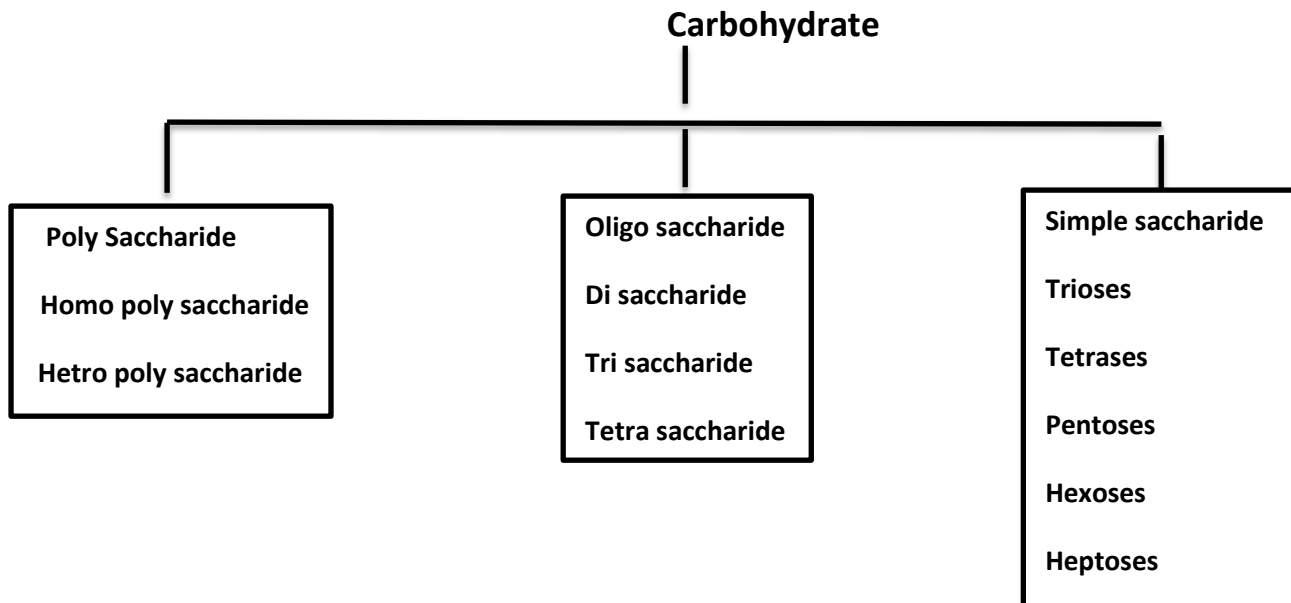 Carbohydrate
Poly Saccharide
Homo poly saccharide
Hetro poly saccharide
Oligo saccharide
Di saccharide
Tri saccharide
Tetra saccharide
Simple saccharide
Trioses
Tetrases
Pentoses
Hexoses
Heptoses